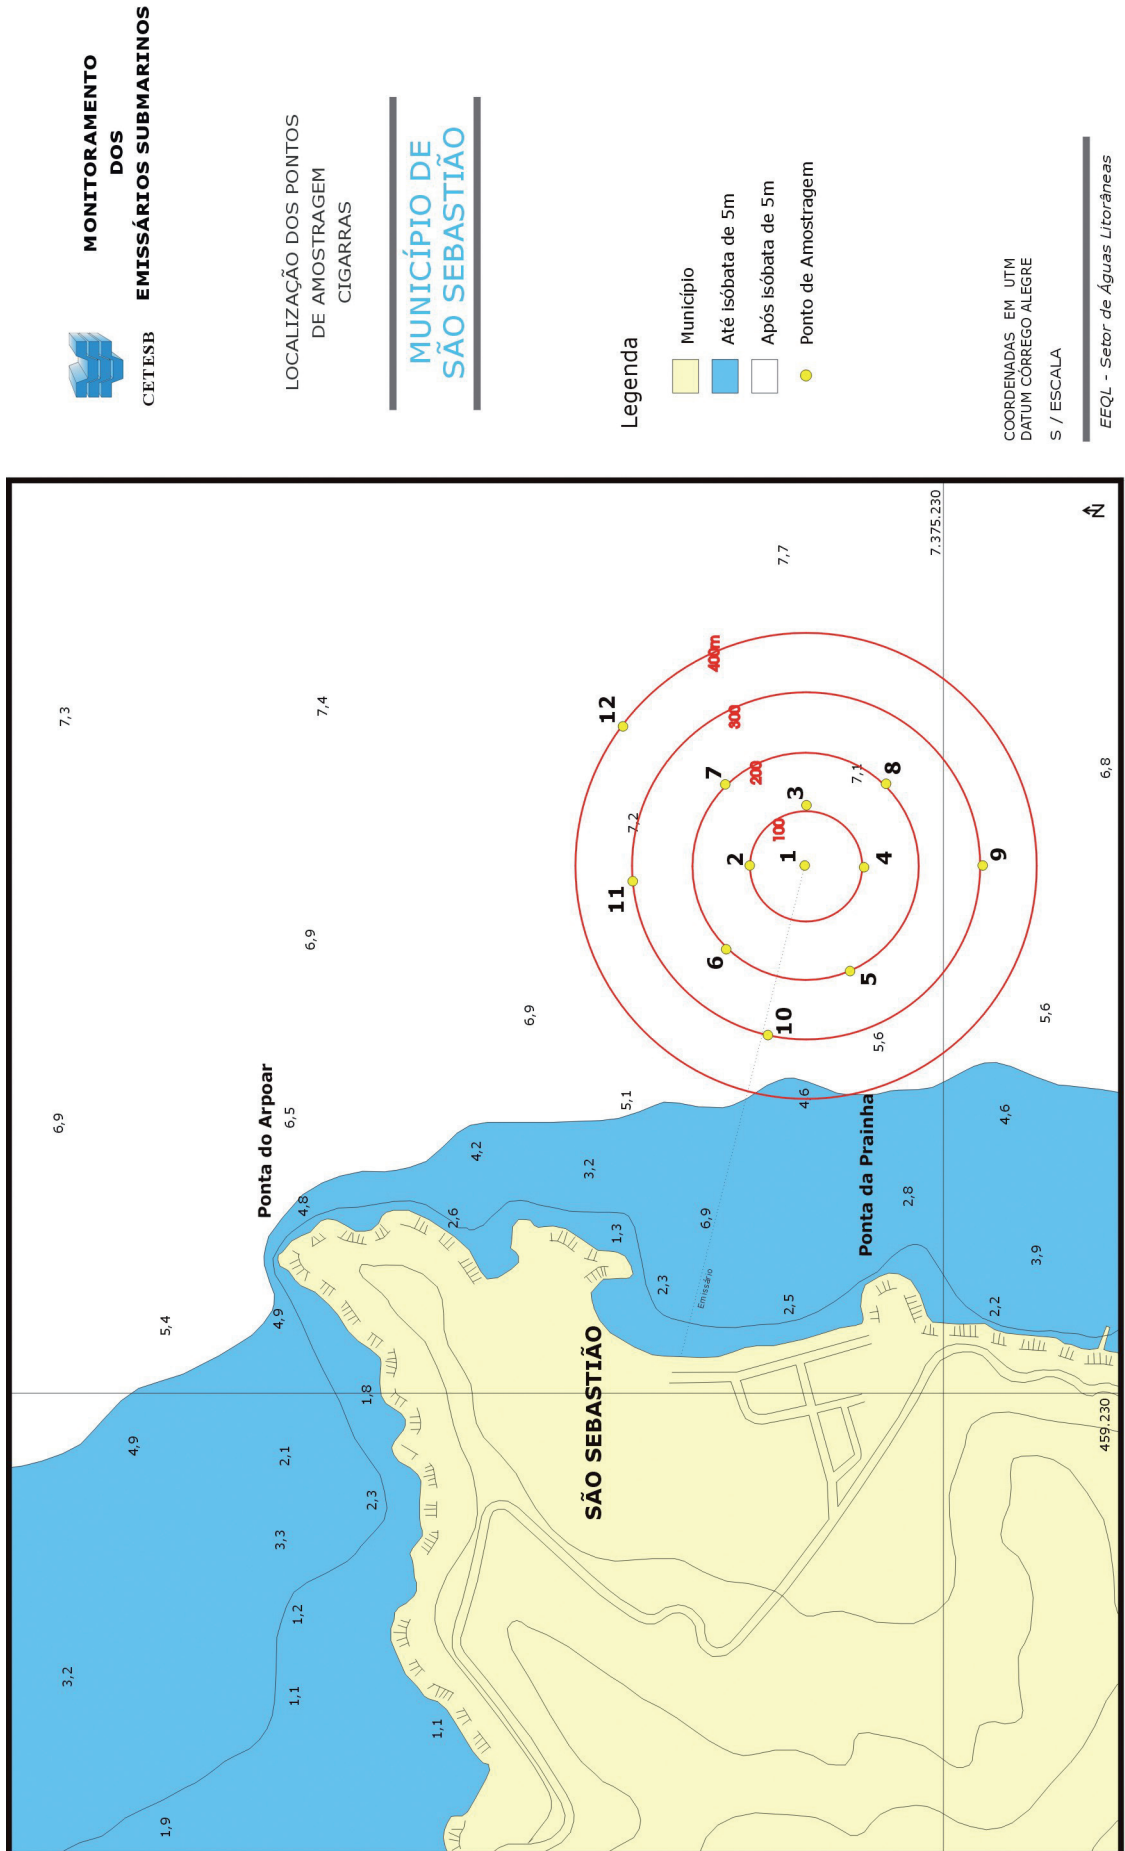 MONITORAMENTO
DOS
EMISSÁRIOS SUBMARINOS
CETESB
LOCALIZAÇÃO DOS PONTOS
DE AMOSTRAGEM
CIGARRAS
MUNICÍPIO DE
SÃO SEBASTIÃO
Legenda
Município
Até isóbata de 5m
Após isóbata de 5m
Ponto de Amostragem
COORDENADAS EM UTM
DATUM CÓRREGO ALEGRE
S / ESCALA
EEQL - Setor de Águas Litorâneas
7,3
7,4
7,7
7.375.230
N
6,8
12
400m
300
200
100
7
7,1
8
3
7,2
2
1
4
9
11
6,9
6
5
6,9
10
5,6
5,6
Ponta do Arpoar
6,9
6,5
5,1
4,6
Ponta da Prainha
4,6
4,2
3,2
4,8
2,6
1,3
6,9
2,8
3,9
2,3
Emissário
2,5
2,2
5,4
4,9
SÃO SEBASTIÃO
1,8
459.230
4,9
2,1
2,3
3,3
1,2
3,2
1,1
1,1
1,9